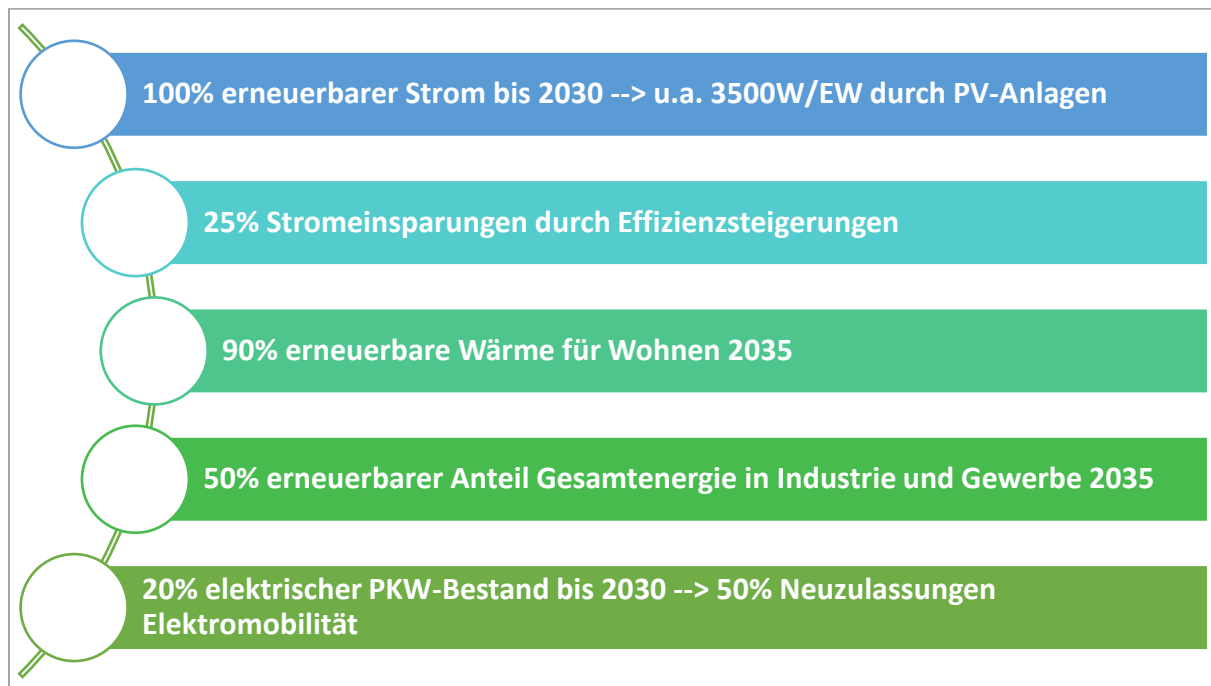 100% erneuerbarer Strom bis 2030 --> u.a. 3500W/EW durch PV-Anlagen
25% Stromeinsparungen durch Effizienzsteigerungen
90% erneuerbare Wärme für Wohnen 2035
50% erneuerbarer Anteil Gesamtenergie in Industrie und Gewerbe 2035
20% elektrischer PKW-Bestand bis 2030 --> 50% Neuzulassungen
Elektromobilität